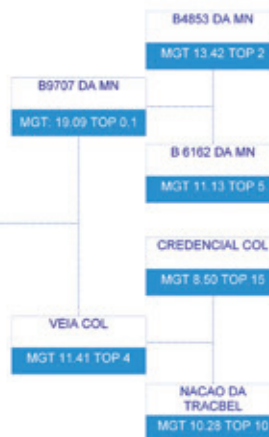 B4853 DA MN
MGT 13.42 TOP 2
B9707 DA MN
MGT: 19.09 TOP 0.1
B 6162 DA MN
MGT 11.13 TOP 5
CREDENCIAL COL
MGT 8.50 TOP 15
VEIA COL
MGT 11.41 TOP 4
NACAO DA
TRACBEL
MGT 10.28 TOP 10